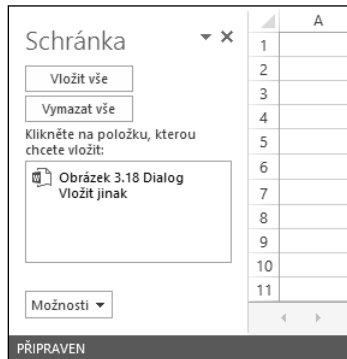 Schránka
Vložit vše
Vymazat vše
Klikněte na položku, kterou
chcete vložit:
Obrázek 3.18 Dialog
Vložit jinak
Možnosti
PŘIPRAVEN
A
1
2
3
4
5
6
7
8
9
10
11